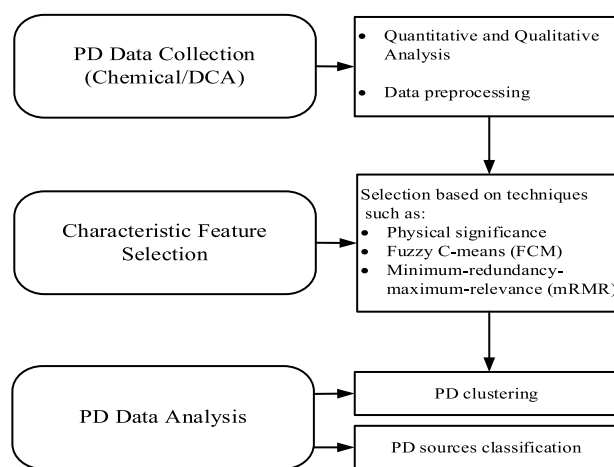 PD Data Collection
(Chemical/DCA)
• Quantitative and Qualitative
Analysis
• Data preprocessing
Characteristic Feature
Selection
Selection based on techniques
such as:
• Physical significance
• Fuzzy C-means (FCM)
• Minimum-redundancy-
maximum-relevance (mRMR)
PD Data Analysis
PD clustering
PD sources classification